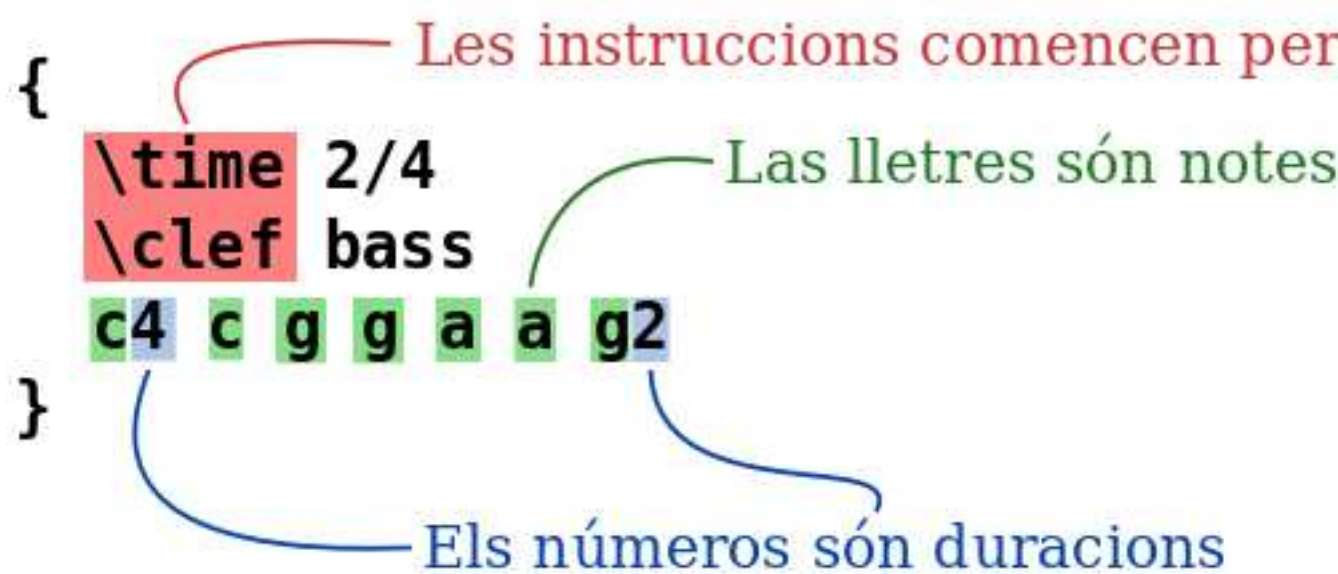 Les instruccions comencen per
{
\time 2/4
Las lletres són notes
\clef bass
c4 c g g a a g2
}
Els números són duracions